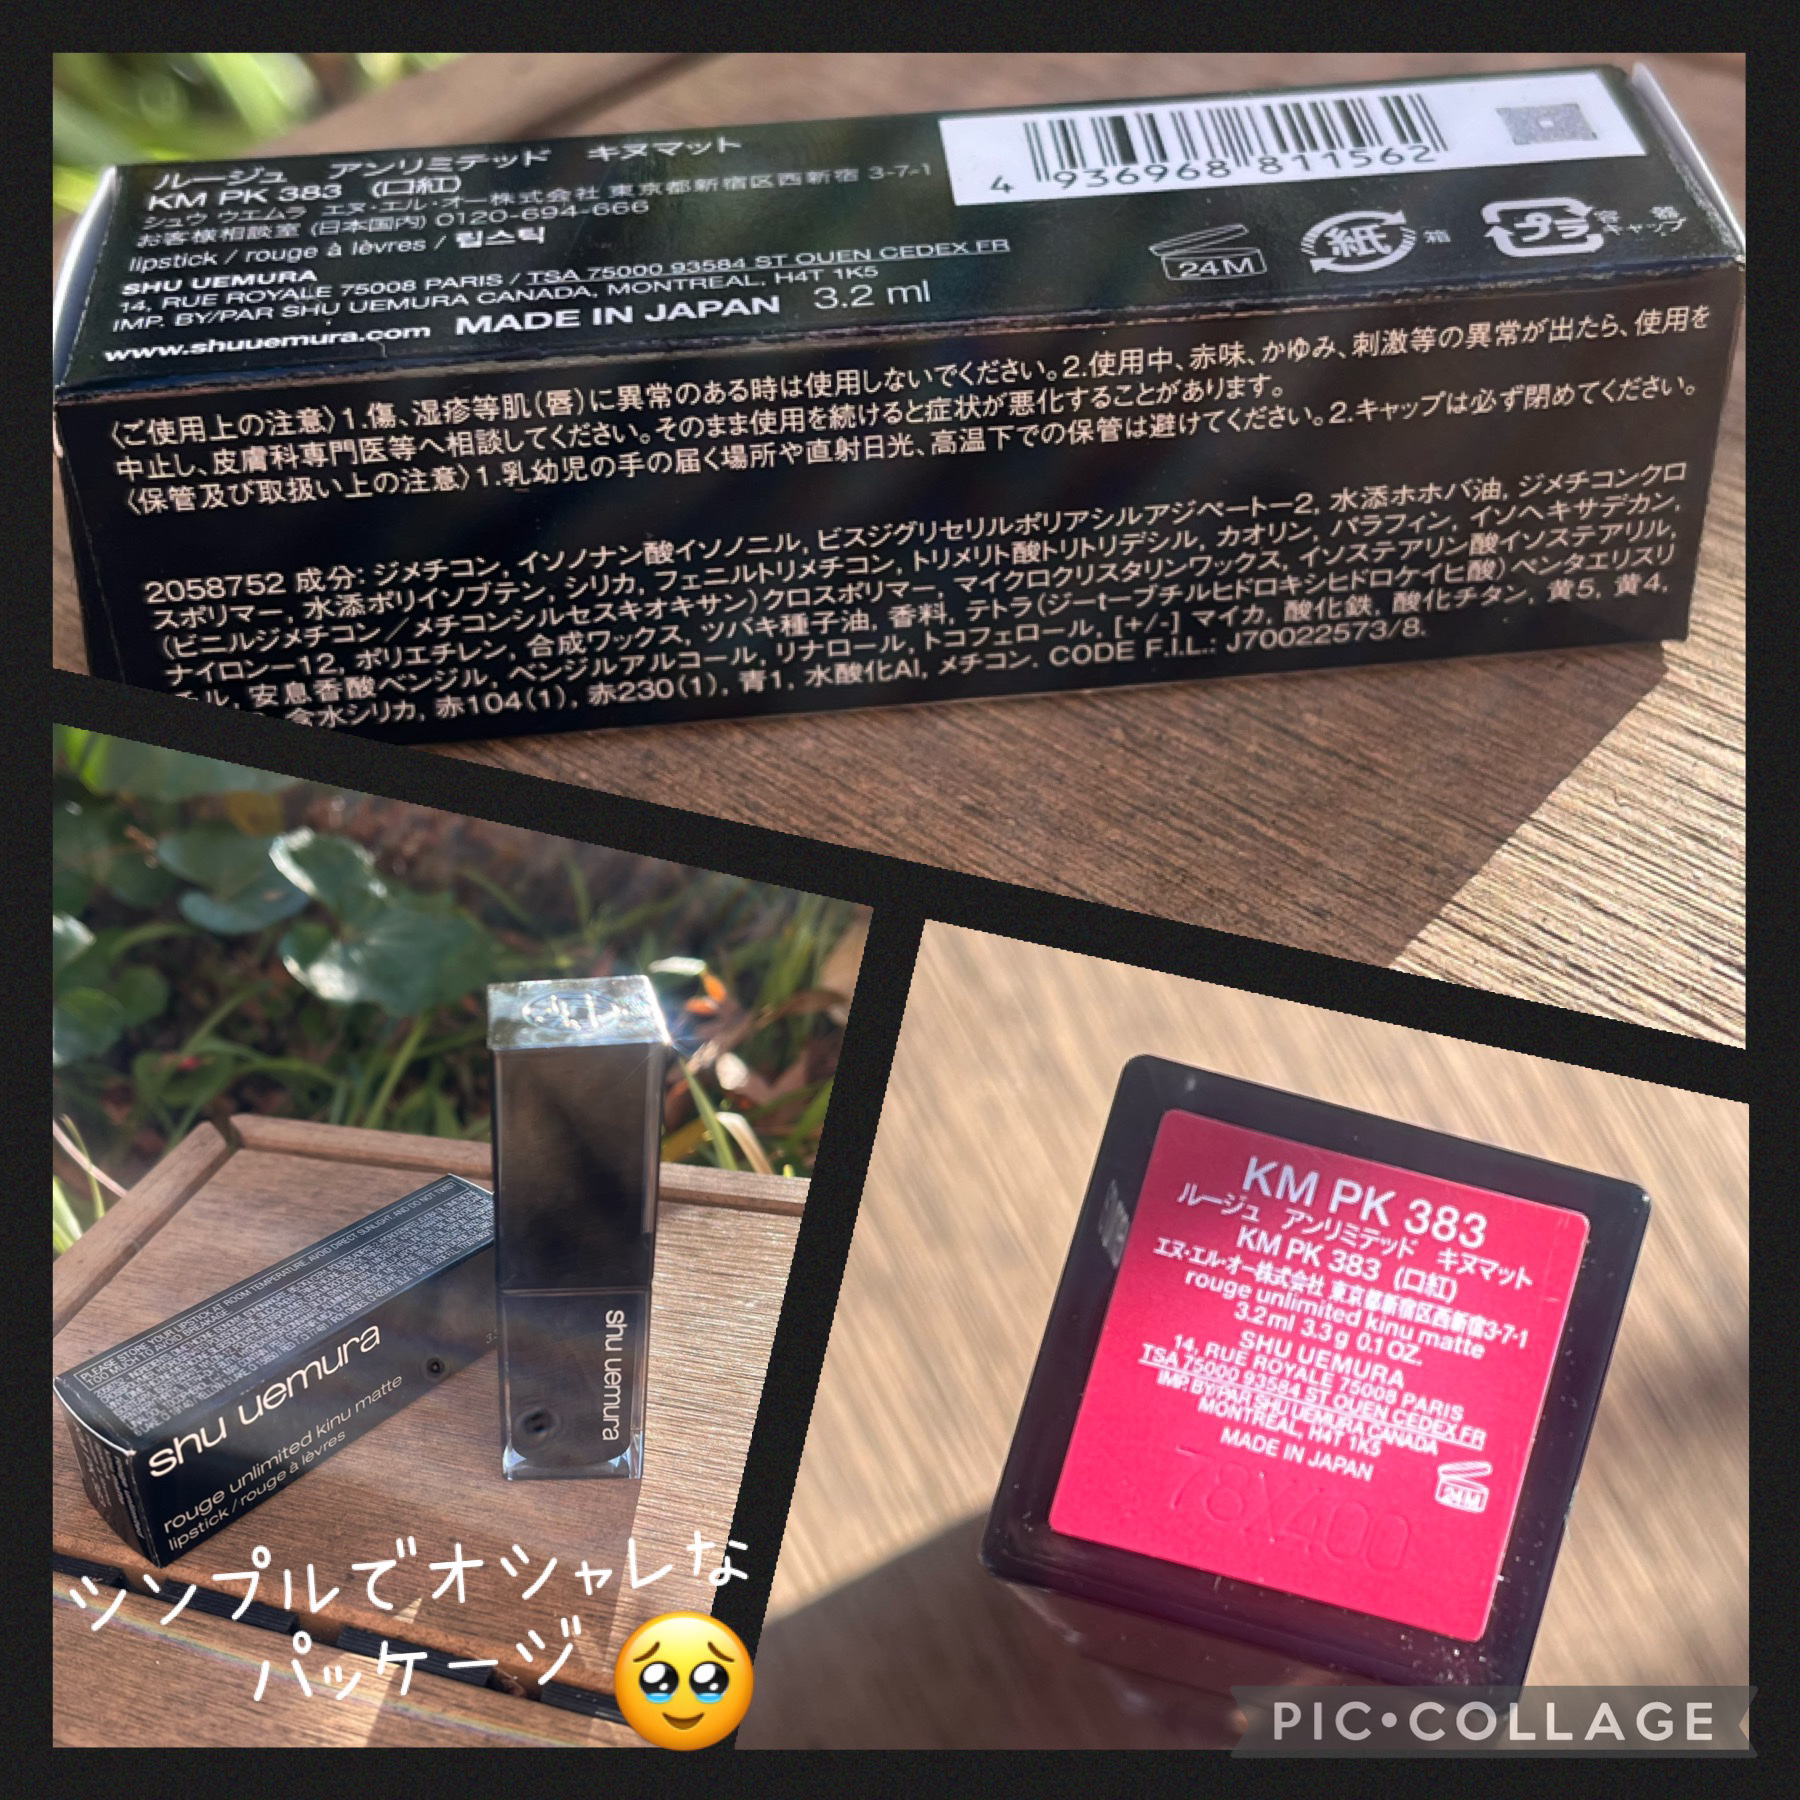 ルージュ アンリミテッド キヌマット
KM PK 383 (口紅)
シュウ ウエムラ エヌ・エル・オー株式会社 東京都新宿区西新宿 3-7-1
お客様相談室 (日本国内) 0120-694-666
lipstick / rouge à lèvres / 립스틱
SHU UEMURA
14, RUE ROYALE 75008 PARIS / TSA 75000 93584 ST OUEN CEDEX FR
IMP. BY/PAR SHU UEMURA CANADA, MONTREAL, H4T 1K5
www.shuuemura.com MADE IN JAPAN 3.2 ml
4 936968 811562
24M
紙 箱
プラ 容器
キャップ
〈ご使用上の注意〉1.傷、湿疹等肌(唇)に異常のある時は使用しないでください。2.使用中、赤味、かゆみ、刺激等の異常が出たら、使用を
中止し、皮膚科専門医等へ相談してください。そのまま使用を続けると症状が悪化することがあります。
〈保管及び取扱い上の注意〉1.乳幼児の手の届く場所や直射日光、高温下での保管は避けてください。2.キャップは必ず閉めてください。
2058752 成分: ジメチコン, イソノナン酸イソノニル, ビスジグリセリルポリアシルアジペート－2, 水添ホホバ油, ジメチコンクロ
スポリマー, 水添ポリイソブテン, シリカ, フェニルトリメチコン, トリメリト酸トリトリデシル, カオリン, パラフィン, イソヘキサデカン,
(ビニルジメチコン／メチコンシルセスキオキサン)クロスポリマー, マイクロクリスタリンワックス, イソステアリン酸イソステアリル,
ナイロン－12, ポリエチレン, 合成ワックス, ツバキ種子油, 香料, テトラ(ジーtーブチルヒドロキシヒドロケイヒ酸)ペンタエリスリ
チル, 安息香酸ベンジル, ベンジルアルコール, リナロール, トコフェロール, [+/-] マイカ, 酸化鉄, 酸化チタン, 黄5, 黄4,
含水シリカ, 赤104(1), 赤230(1), 青1, 水酸化Al, メチコン. CODE F.I.L.: J70022573/8.
PLEASE STORE YOUR LIPSTICK AT ROOM TEMPERATURE, AVOID DIRECT SUNLIGHT AND DO NOT TWIST
TOO MUCH TO AVOID BREAKAGE
shu uemura
rouge unlimited kinu matte
lipstick / rouge à lèvres
shu uemura
シンプルでオシャレな
パッケージ
KM PK 383
ルージュ アンリミテッド キヌマット
KM PK 383 (口紅)
エヌ・エル・オー株式会社 東京都新宿区西新宿3-7-1
rouge unlimited kinu matte
3.2ml 3.3g 0.1 OZ.
SHU UEMURA
14, RUE ROYALE 75008 PARIS
TSA 75000 93584 ST OUEN CEDEX FR
IMP. BY/PAR SHU UEMURA CANADA
MONTREAL, H4T 1K5
MADE IN JAPAN
24M
78X400
PIC•COLLAGE